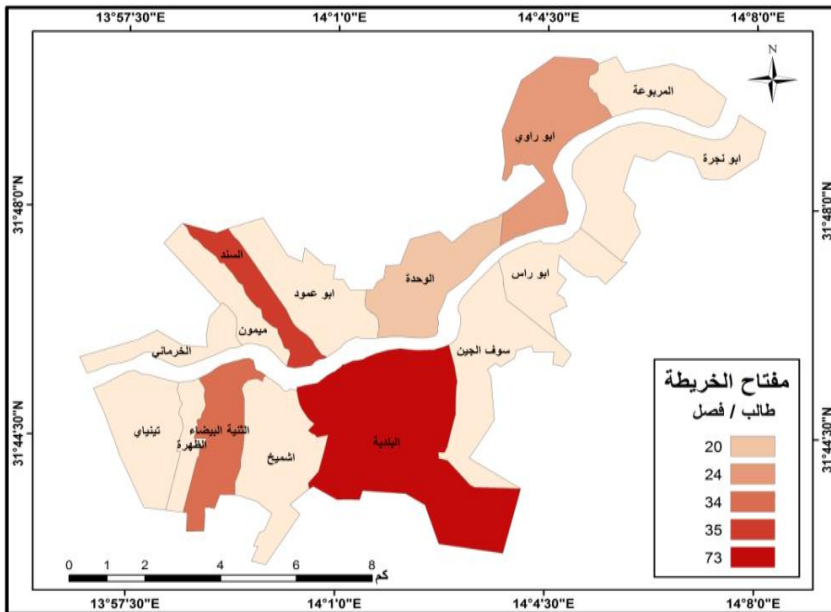 13°57'30"E 14°1'0"E 14°4'30"E 14°8'0"E
N
المربوعة
ابو راوي
ابو نجرة
31°48'0"N 31°48'0"N
السند
الوحدة
ابو راس
ابو عمود
ميمون
سوف الجين
الخرماني
مفتاح الخريطة
طالب / فصل
20
24
34
35
73
تينياي
الثنية البيضاء
الظهرة
اشميخ
البلدية
31°44'30"N 31°44'30"N
0 1 2 4 6 8
كم
13°57'30"E 14°1'0"E 14°4'30"E 14°8'0"E